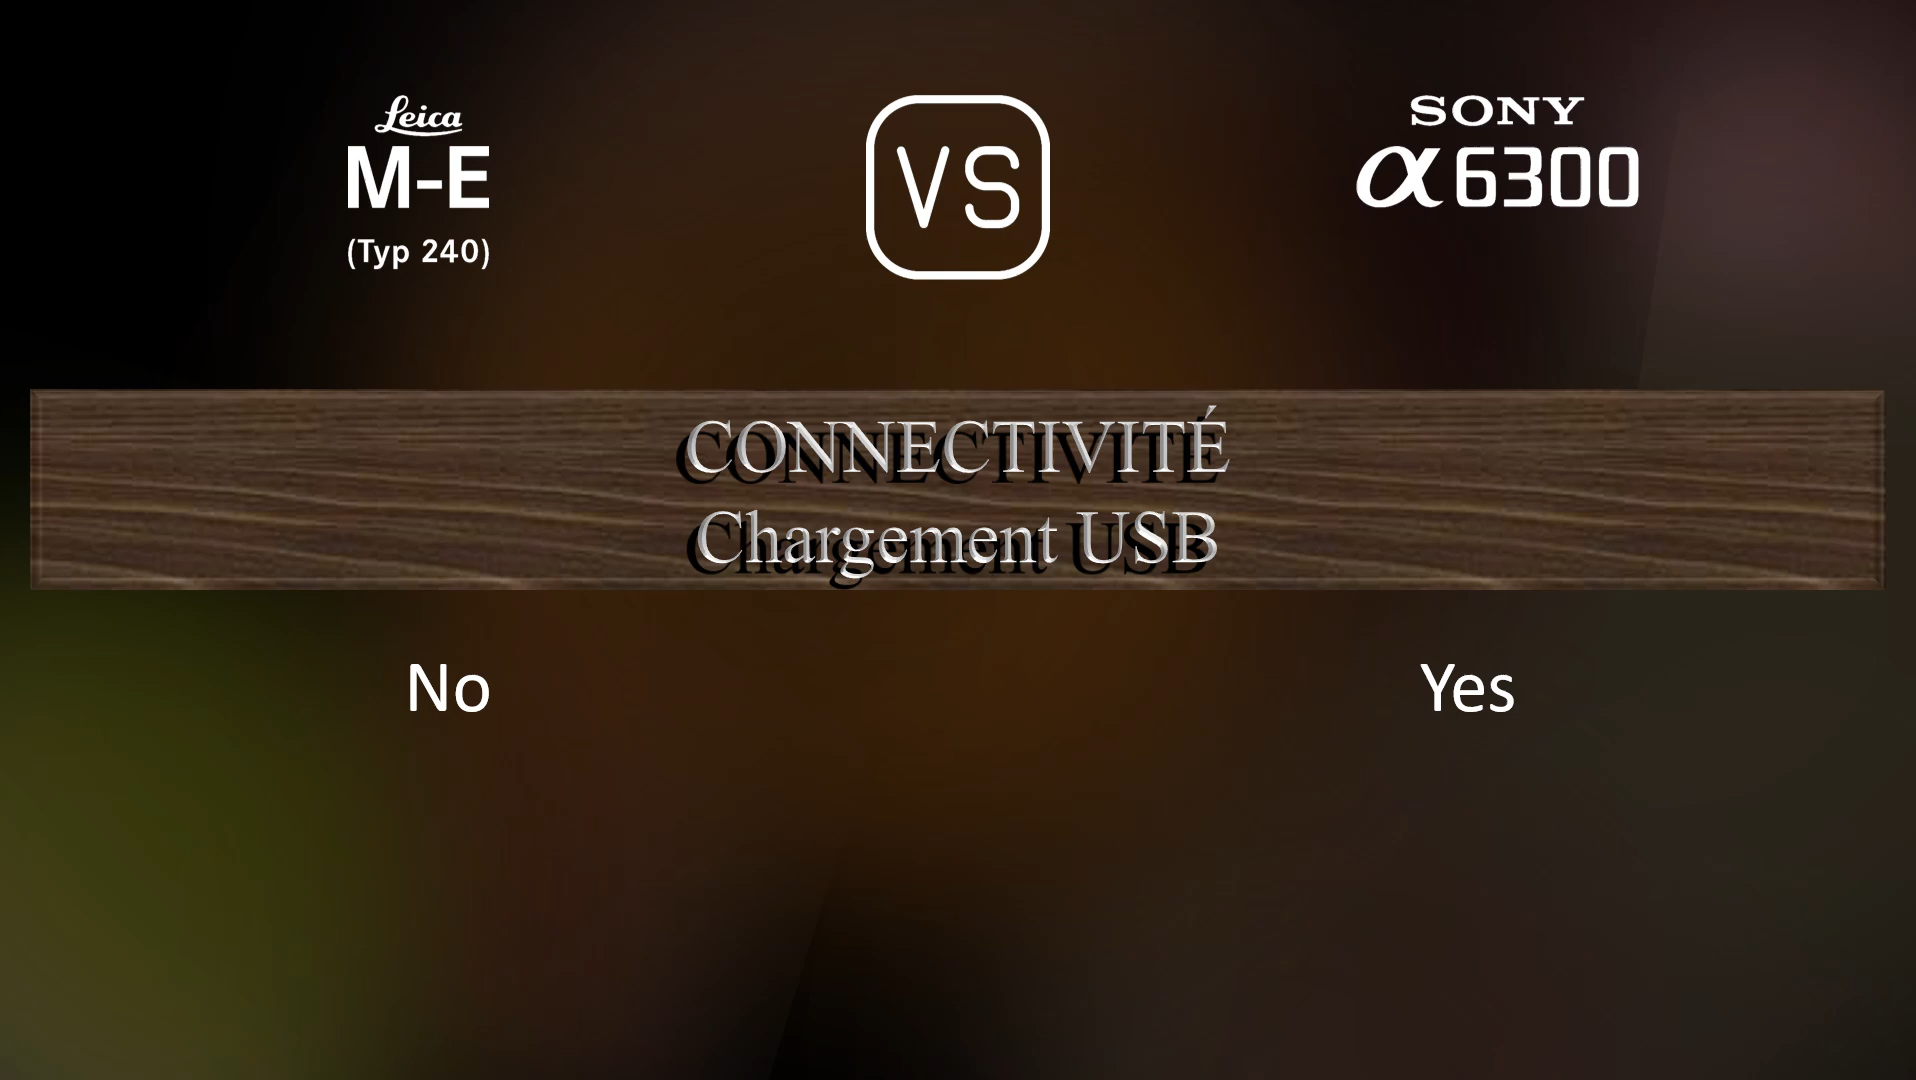 Leica
M-E
(Typ 240)
VS
SONY
α6300
CONNECTIVITÉ
Chargement USB
No
Yes